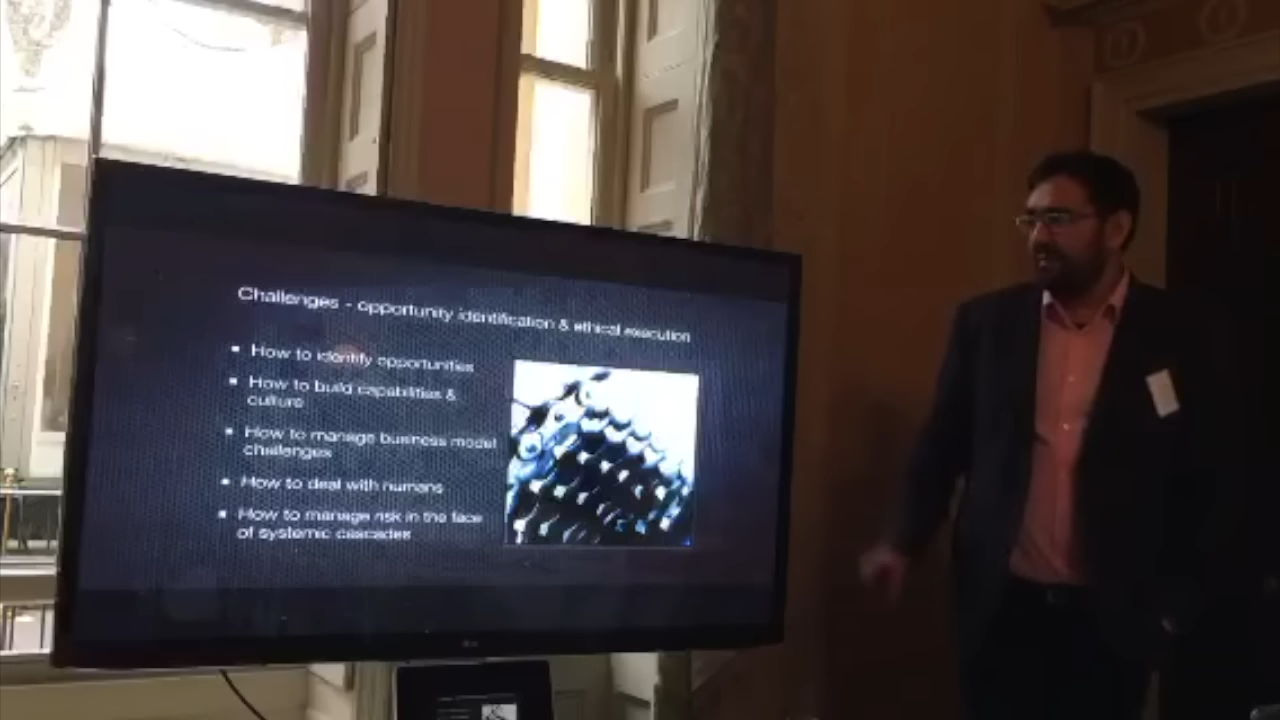 Challenges - opportunity identification & ethical execution
How to identify opportunities
How to build capabilities &
culture
How to manage business model
challenges
How to deal with humans
How to manage risk in the face
of systemic cascades